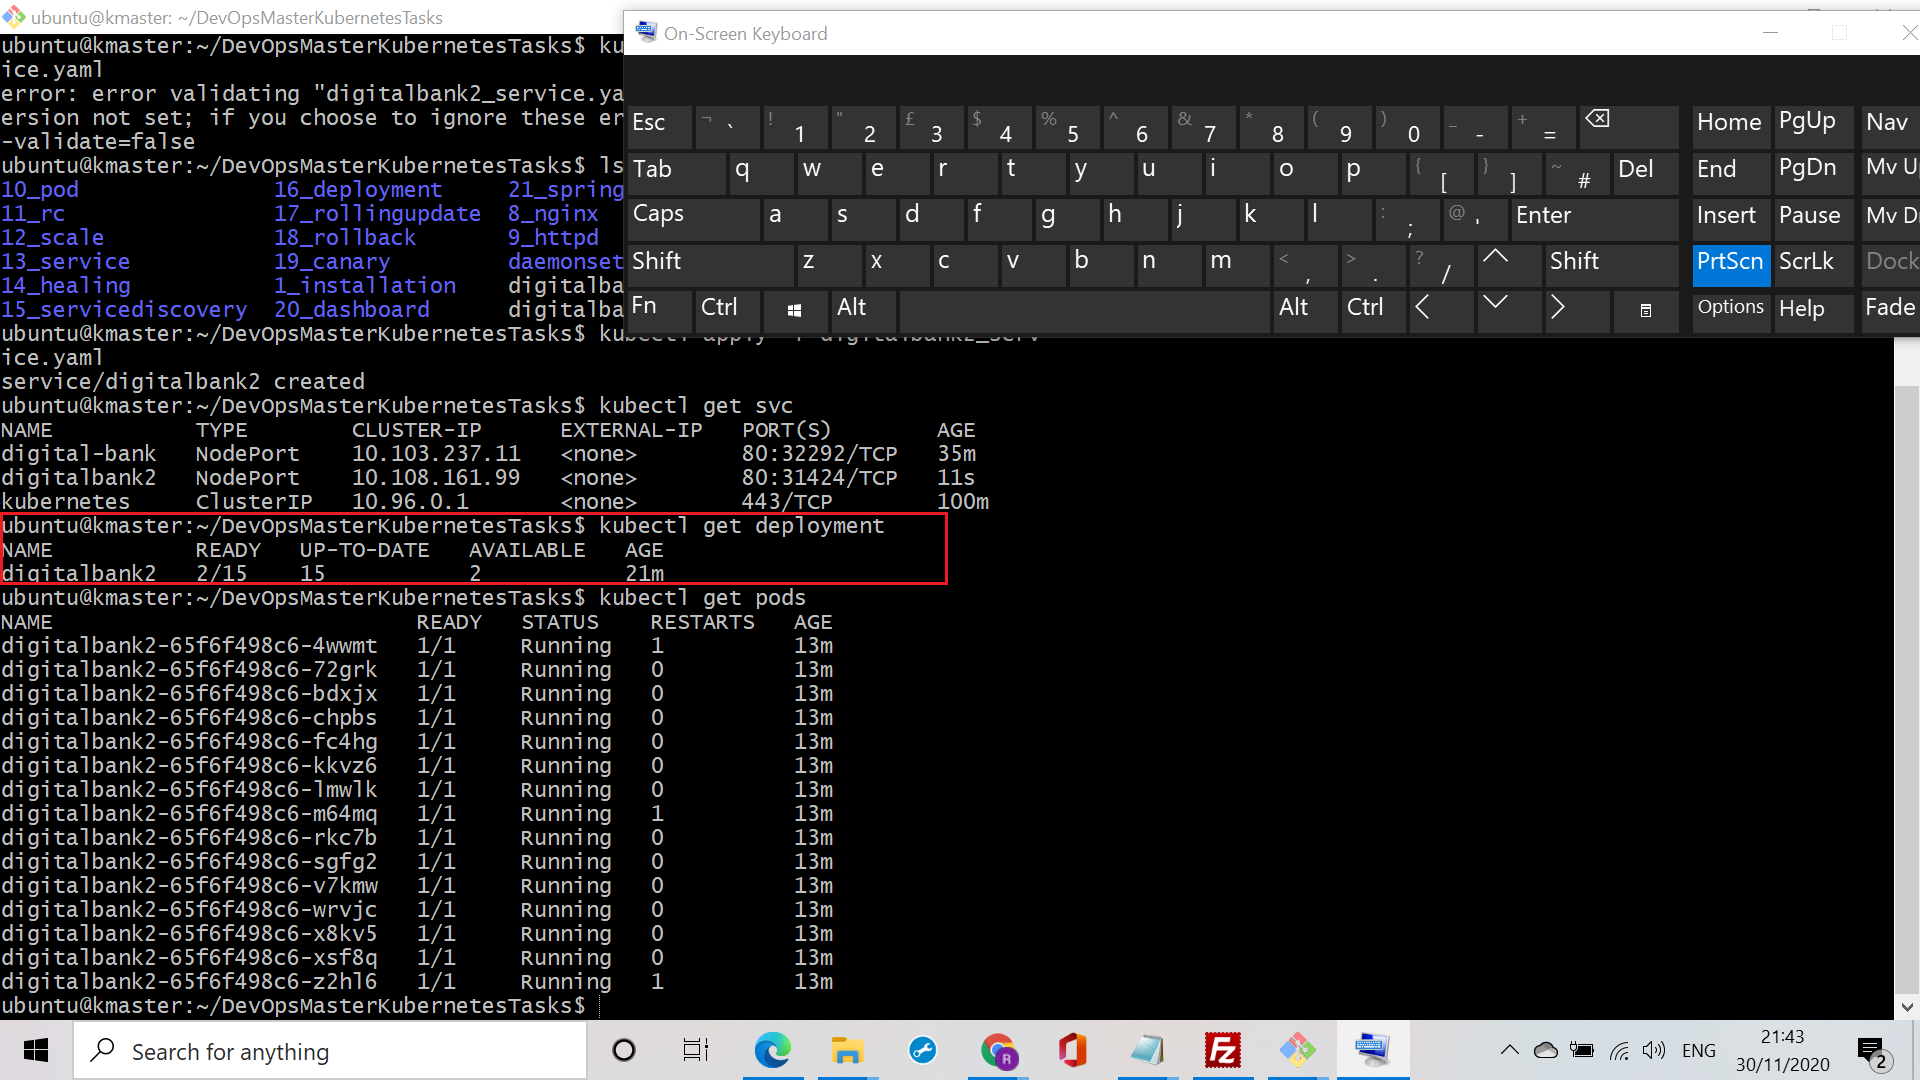 ubuntu@kmaster: ~/DevOpsMasterKubernetesTasks
ubuntu@kmaster:~/DevOpsMasterKubernetesTasks$ ku
ice.yaml
error: error validating "digitalbank2_service.ya
ersion not set; if you choose to ignore these er
-validate=false
ubuntu@kmaster:~/DevOpsMasterKubernetesTasks$ ls
10_pod 16_deployment 21_spring
11_rc 17_rollingupdate 8_nginx
12_scale 18_rollback 9_httpd
13_service 19_canary daemonset
14_healing 1_installation digitalba
15_servicediscovery 20_dashboard digitalba
ubuntu@kmaster:~/DevOpsMasterKubernetesTasks$ kubectl apply -f digitalbank2_serv
ice.yaml
service/digitalbank2 created
ubuntu@kmaster:~/DevOpsMasterKubernetesTasks$ kubectl get svc
NAME TYPE CLUSTER-IP EXTERNAL-IP PORT(S) AGE
digital-bank NodePort 10.103.237.11 <none> 80:32292/TCP 35m
digitalbank2 NodePort 10.108.161.99 <none> 80:31424/TCP 11s
kubernetes ClusterIP 10.96.0.1 <none> 443/TCP 100m
ubuntu@kmaster:~/DevOpsMasterKubernetesTasks$ kubectl get deployment
NAME READY UP-TO-DATE AVAILABLE AGE
digitalbank2 2/15 15 2 21m
ubuntu@kmaster:~/DevOpsMasterKubernetesTasks$ kubectl get pods
NAME READY STATUS RESTARTS AGE
digitalbank2-65f6f498c6-4wwmt 1/1 Running 1 13m
digitalbank2-65f6f498c6-72grk 1/1 Running 0 13m
digitalbank2-65f6f498c6-bdxjx 1/1 Running 0 13m
digitalbank2-65f6f498c6-chpbs 1/1 Running 0 13m
digitalbank2-65f6f498c6-fc4hg 1/1 Running 0 13m
digitalbank2-65f6f498c6-kkvz6 1/1 Running 0 13m
digitalbank2-65f6f498c6-lmwlk 1/1 Running 0 13m
digitalbank2-65f6f498c6-m64mq 1/1 Running 1 13m
digitalbank2-65f6f498c6-rkc7b 1/1 Running 0 13m
digitalbank2-65f6f498c6-sgfg2 1/1 Running 0 13m
digitalbank2-65f6f498c6-v7kmw 1/1 Running 0 13m
digitalbank2-65f6f498c6-wrvjc 1/1 Running 0 13m
digitalbank2-65f6f498c6-x8kv5 1/1 Running 0 13m
digitalbank2-65f6f498c6-xsf8q 1/1 Running 0 13m
digitalbank2-65f6f498c6-z2hl6 1/1 Running 1 13m
ubuntu@kmaster:~/DevOpsMasterKubernetesTasks$
On-Screen Keyboard
Esc ¬ ` ! 1 " 2 £ 3 $ 4 % 5 ^ 6 & 7 * 8 ( 9 ) 0 _ - + = Home PgUp Nav
Tab q w e r t y u i o p { [ } ] ~ # Del End PgDn Mv Up
Caps a s d f g h j k l : ; @ ' Enter Insert Pause Mv D
Shift z x c v b n m < , > . ? / Shift PrtScn ScrLk Dock
Fn Ctrl Alt Alt Ctrl Options Help Fade
Search for anything
R
Fz
ENG
21:43
30/11/2020
2